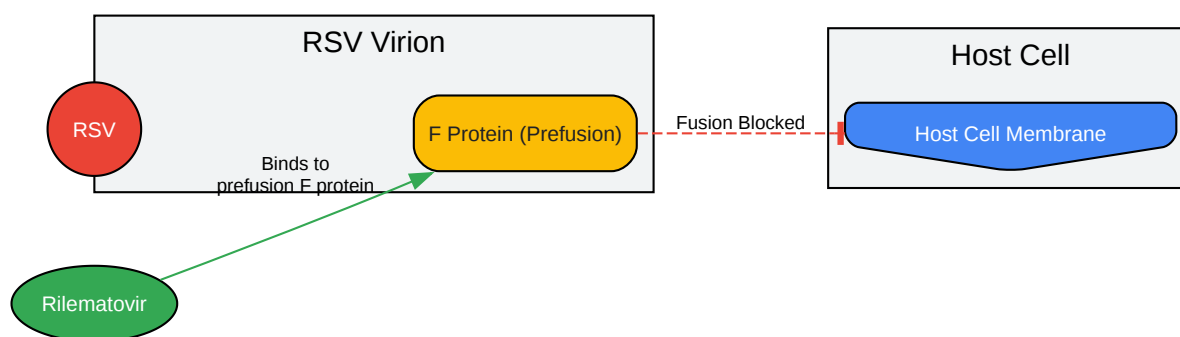 RSV Virion
Host Cell
RSV
F Protein (Prefusion)
Fusion Blocked
Host Cell Membrane
Binds to
prefusion F protein
Rilematovir